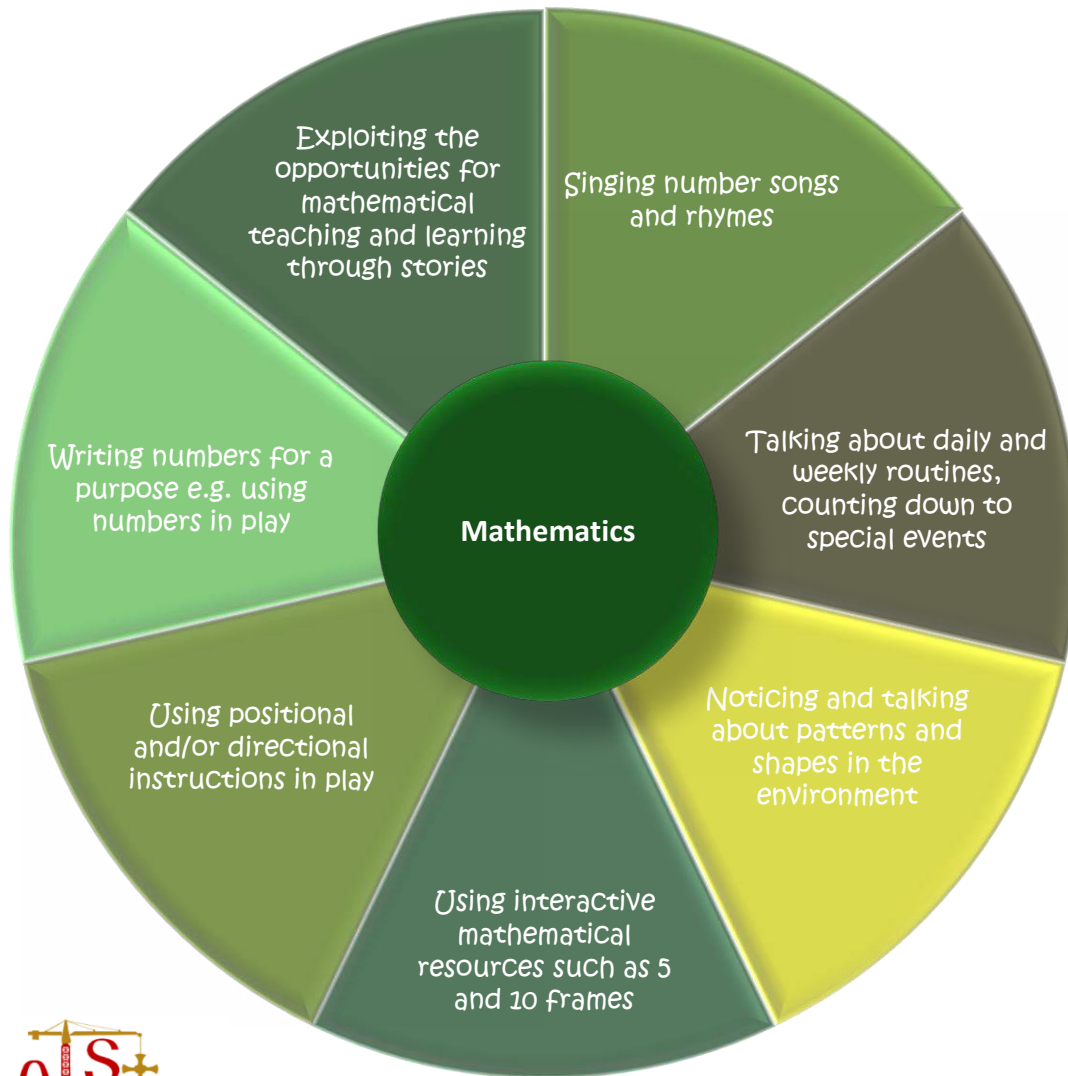 Exploiting the
opportunities for
mathematical
teaching and learning
through stories
Singing number songs
and rhymes
Talking about daily and
weekly routines,
counting down to
special events
Noticing and talking
about patterns and
shapes in the
environment
Using interactive
mathematical
resources such as 5
and 10 frames
Using positional
and/or directional
instructions in play
Writing numbers for a
purpose e.g. using
numbers in play
Mathematics